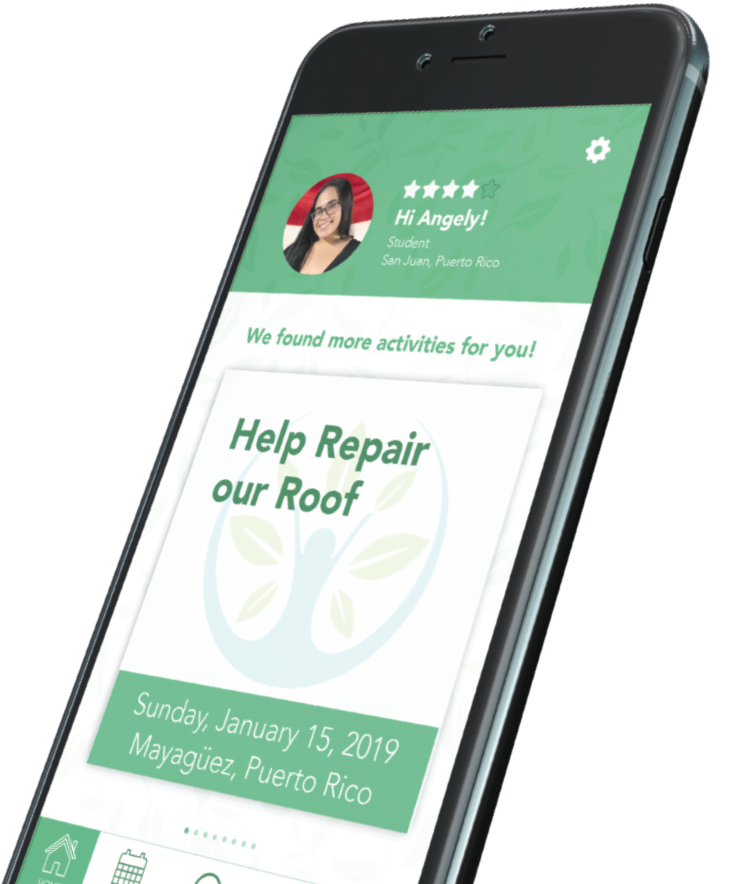 Hi Angely!
Student
San Juan, Puerto Rico
We found more activities for you!
Help Repair
our Roof
Sunday, January 15, 2019
Mayagüez, Puerto Rico